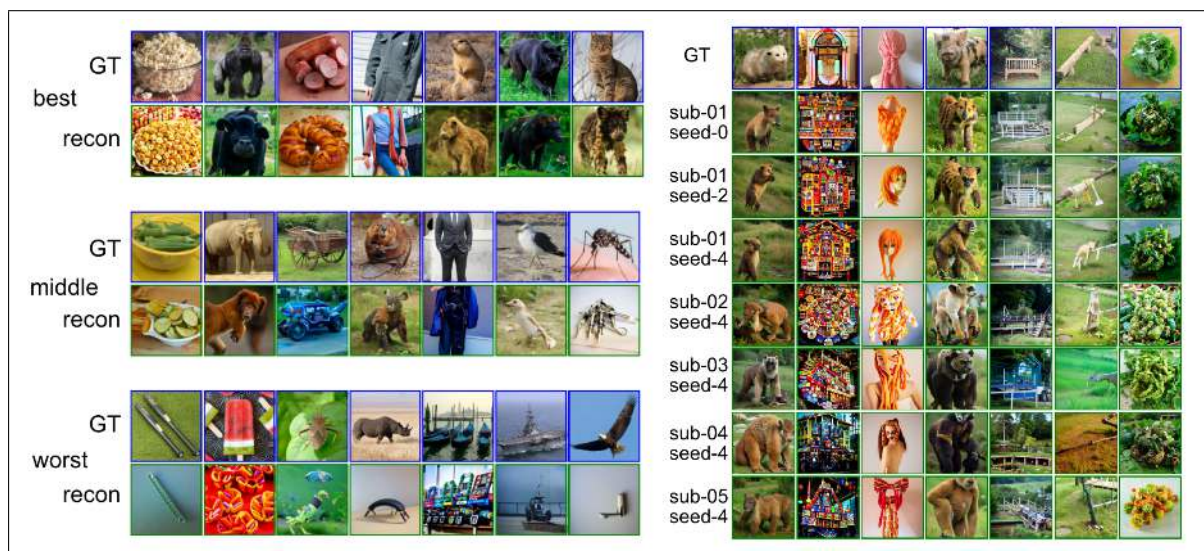 GT
best
recon
GT
middle
recon
GT
worst
recon
GT
sub-01
seed-0
sub-01
seed-2
sub-01
seed-4
sub-02
seed-4
sub-03
seed-4
sub-04
seed-4
sub-05
seed-4